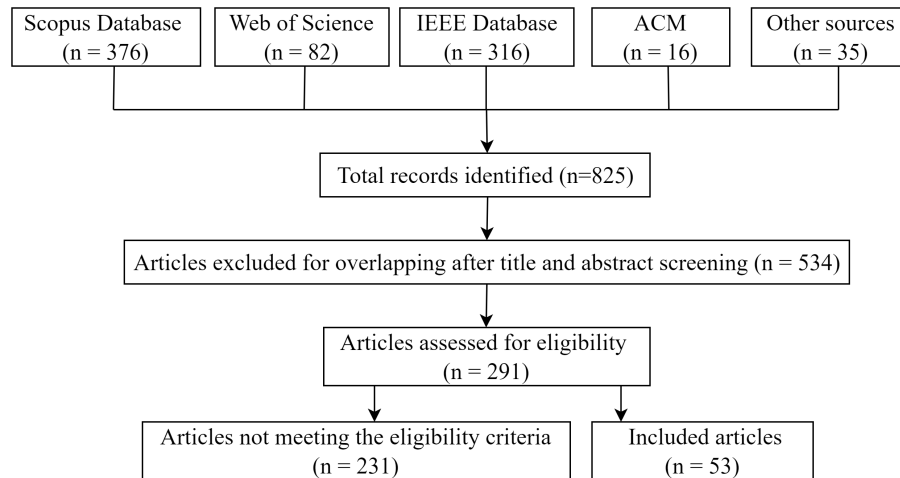 Scopus Database
(n = 376)
Web of Science
(n = 82)
IEEE Database
(n = 316)
ACM
(n = 16)
Other sources
(n = 35)
Total records identified (n=825)
Articles excluded for overlapping after title and abstract screening (n = 534)
Articles assessed for eligibility
(n = 291)
Articles not meeting the eligibility criteria
(n = 231)
Included articles
(n = 53)